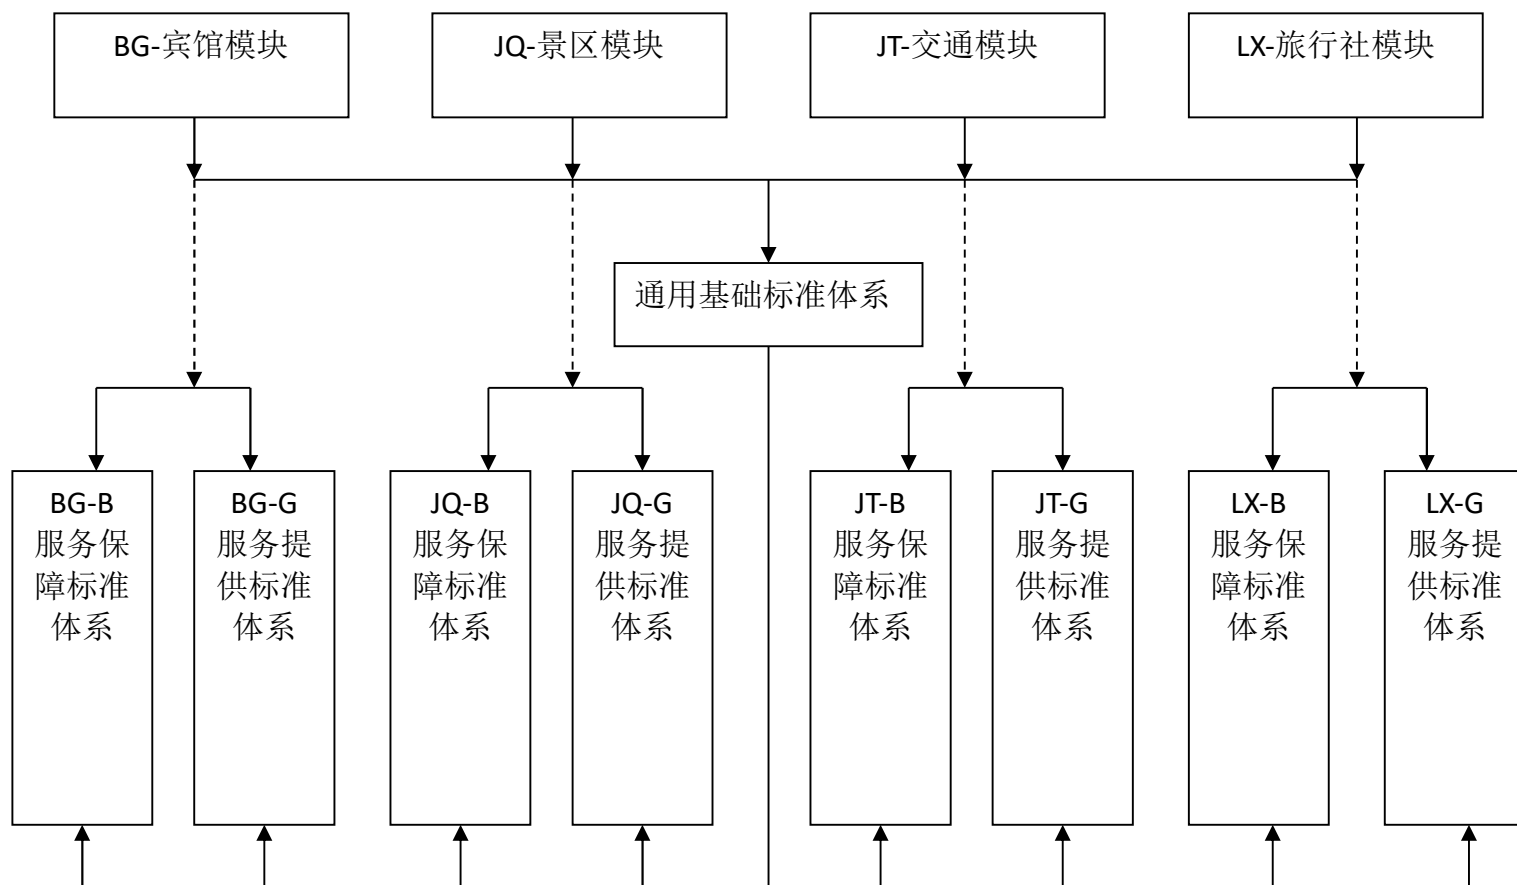 BG-宾馆模块
JQ-景区模块
JT-交通模块
LX-旅行社模块
通用基础标准体系
BG-B
服务保
障标准
体系
BG-G
服务提
供标准
体系
JQ-B
服务保
障标准
体系
JQ-G
服务提
供标准
体系
JT-B
服务保
障标准
体系
JT-G
服务提
供标准
体系
LX-B
服务保
障标准
体系
LX-G
服务提
供标准
体系